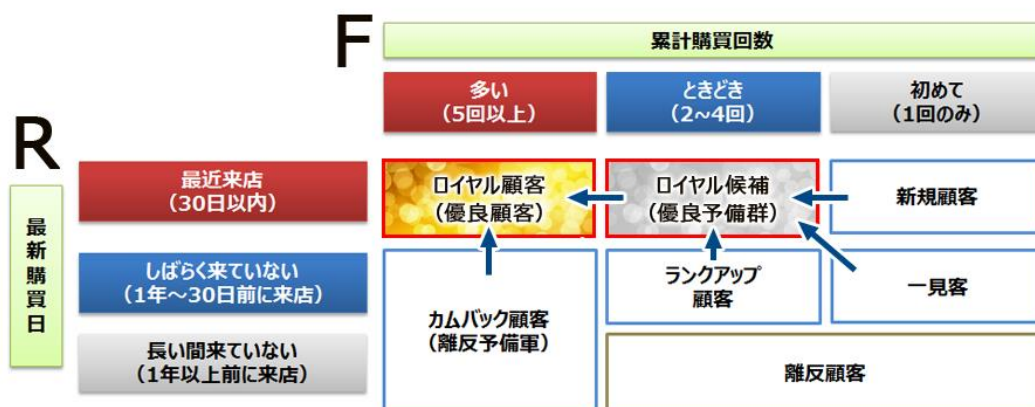 F
累計購買回数
多い
（5回以上）
ときどき
（2～4回）
初めて
（1回のみ）
R
最新購買日
最近来店
（30日以内）
ロイヤル顧客
（優良顧客）
ロイヤル候補
（優良予備群）
新規顧客
しばらく来ていない
（1年～30日前に来店）
カムバック顧客
（離反予備軍）
ランクアップ
顧客
一見客
長い間来ていない
（1年以上前に来店）
離反顧客